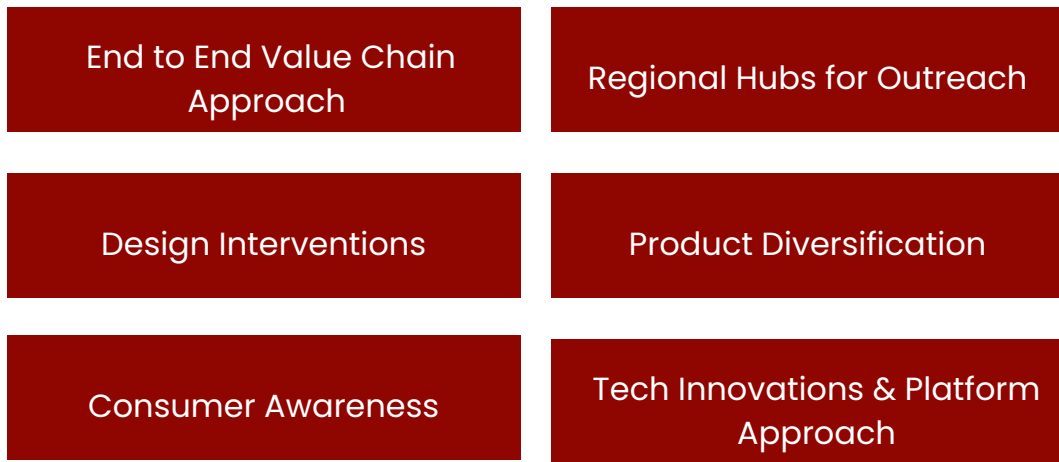 End to End Value Chain
Approach
Regional Hubs for Outreach
Design Interventions
Product Diversification
Consumer Awareness
Tech Innovations & Platform
Approach